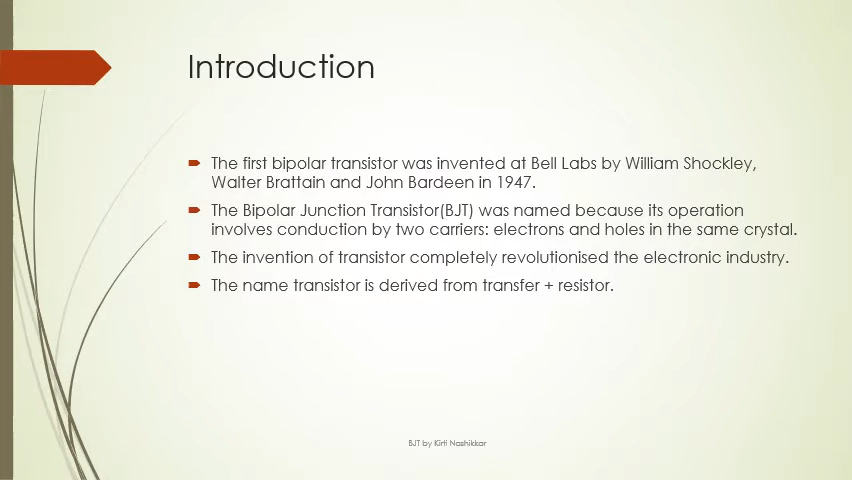 Introduction
The first bipolar transistor was invented at Bell Labs by William Shockley,
Walter Brattain and John Bardeen in 1947.
The Bipolar Junction Transistor(BJT) was named because its operation
involves conduction by two carriers: electrons and holes in the same crystal.
The invention of transistor completely revolutionised the electronic industry.
The name transistor is derived from transfer + resistor.
BJT by Kirti Nashikkar